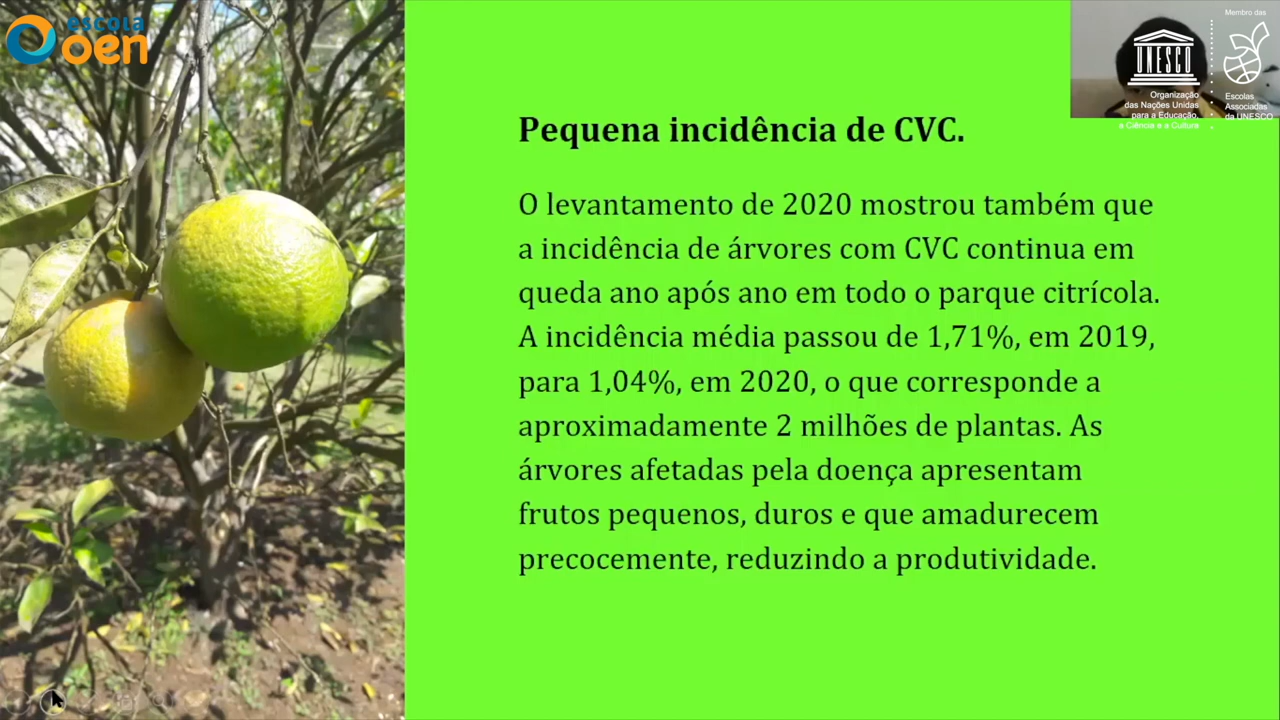 escola
oen
Membro das
UNESCO
Organização
das Nações Unidas
para a Educação,
a Ciência e a Cultura
Escolas
Associadas
da UNESCO
Pequena incidência de CVC.
O levantamento de 2020 mostrou também que
a incidência de árvores com CVC continua em
queda ano após ano em todo o parque citrícola.
A incidência média passou de 1,71%, em 2019,
para 1,04%, em 2020, o que corresponde a
aproximadamente 2 milhões de plantas. As
árvores afetadas pela doença apresentam
frutos pequenos, duros e que amadurecem
precocemente, reduzindo a produtividade.